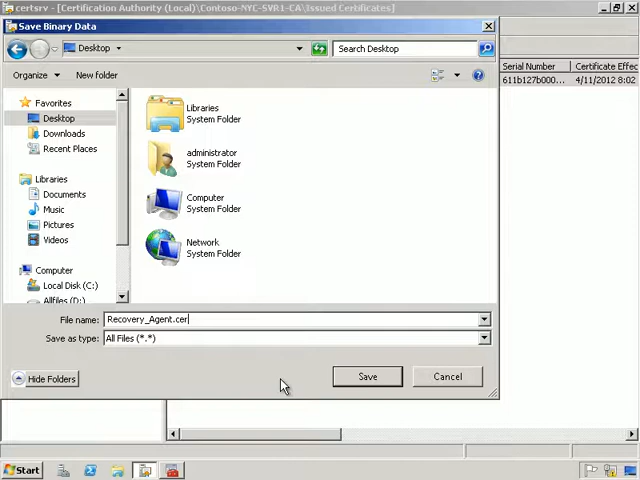 certsrv - [Certification Authority (Local)\Contoso-NYC-SVR1-CA\Issued Certificates]
Save Binary Data
Desktop
Search Desktop
Organize
New folder
Serial Number
Certificate Effec
611b127b000...
4/11/2012 8:02
Favorites
Desktop
Downloads
Recent Places
Libraries
Documents
Music
Pictures
Videos
Computer
Local Disk (C:)
Allfiles (D:)
Libraries
System Folder
administrator
System Folder
Computer
System Folder
Network
System Folder
File name:
Recovery_Agent.cer
Save as type:
All Files (*.*)
Hide Folders
Save
Cancel
Start